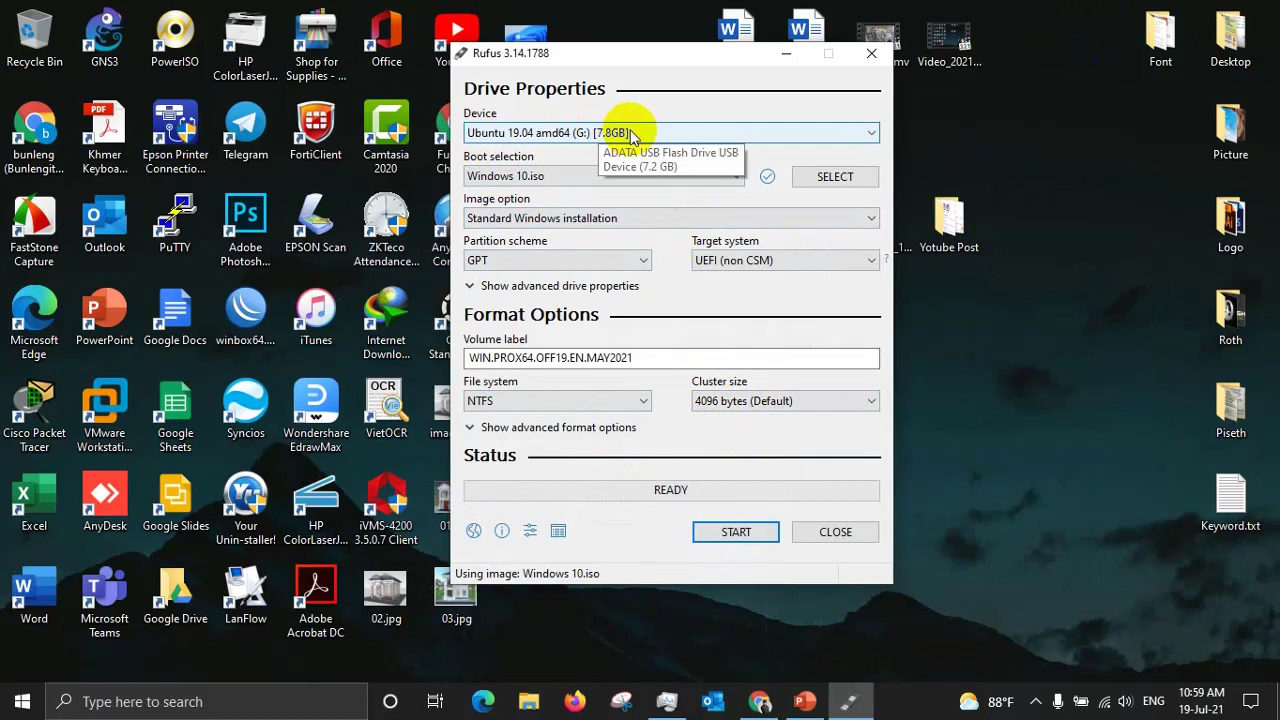 Recycle Bin
GNS3
PowerISO
HP
ColorLaserJ...
Shop for
Supplies - ...
Office
mv
Video_2021...
Font
Desktop
bunleng
(Bunlengit...
PDF
Khmer
Keyboa...
Epson Printer
Connection
Telegram
FortiClient
Camtasia
2020
Picture
FastStone
Capture
Outlook
PuTTY
Adobe
Photosh...
EPSON Scan
ZKTeco
Attendance...
_1...
Yotube Post
Logo
Microsoft
Edge
PowerPoint
Google Docs
winbox64...
iTunes
Internet
Downlo...
Roth
Cisco Packet
Tracer
VMware
Workstati...
Google
Sheets
Syncios
Wondershare
EdrawMax
OCR
Vie
VietOCR
Piseth
Excel
AnyDesk
Google Slides
Your
Unin-staller!
HP
ColorLaserJ...
iVMS-4200
3.5.0.7 Client
Keyword.txt
Word
Microsoft
Teams
Google Drive
LanFlow
Adobe
Acrobat DC
02.jpg
03.jpg
Rufus 3.14.1788
Drive Properties
Device
Ubuntu 19.04 amd64 (G:) [7.8GB]
ADATA USB Flash Drive USB
Device (7.2 GB)
Boot selection
Windows 10.iso
SELECT
Image option
Standard Windows installation
Partition scheme
Target system
GPT
UEFI (non CSM)
?
Show advanced drive properties
Format Options
Volume label
WIN.PROX64.OFF19.EN.MAY2021
File system
Cluster size
NTFS
4096 bytes (Default)
Show advanced format options
Status
READY
START
CLOSE
Using image: Windows 10.iso
Type here to search
88°F
ENG
10:59 AM
19-Jul-21